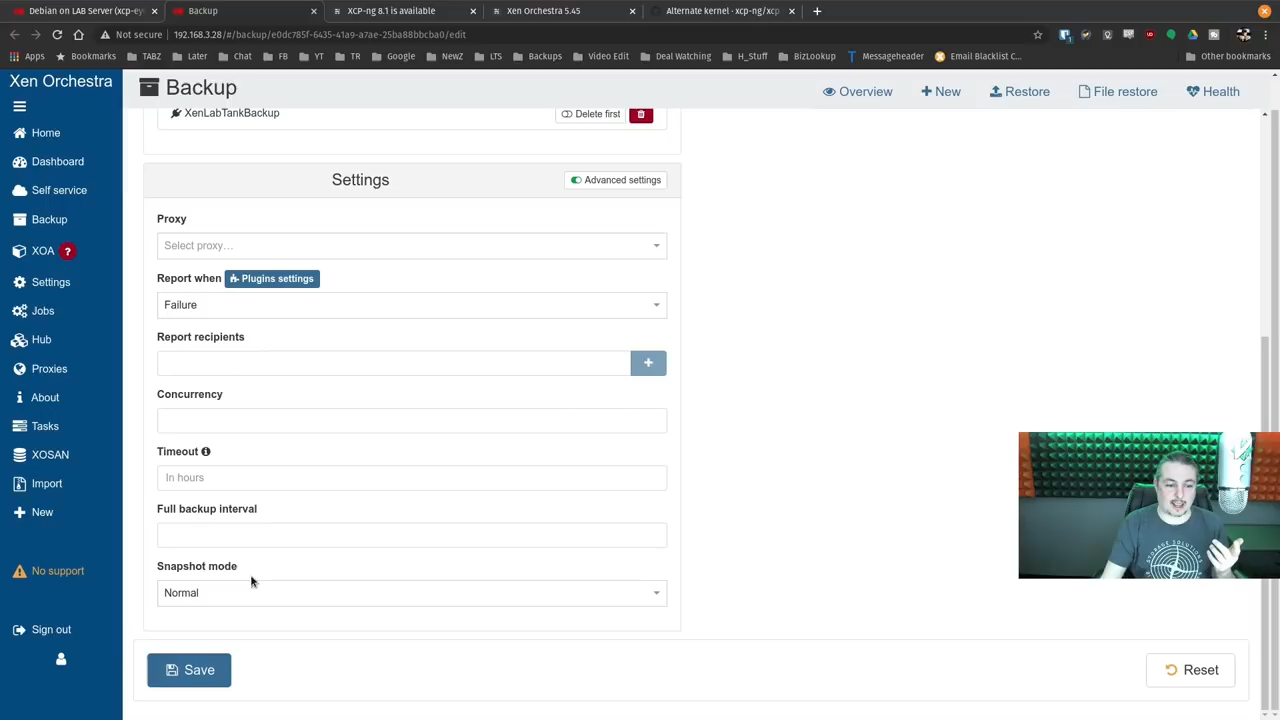 Debian on LAB Server (xcp-ey
Backup
XCP-ng 8.1 is available
Xen Orchestra 5.45
Alternate kernel · xcp-ng/xcp
Not secure
192.168.3.28/#/backup/e0dc785f-6435-41a9-a7ae-25ba88bbcba0/edit
Apps
Bookmarks
TABZ
Later
Chat
FB
YT
TR
Google
NewZ
LTS
Backups
Video Edit
Deal Watching
H_Stuff
BizLookup
Messageheader
Email Blacklist C...
Other bookmarks
Xen Orchestra
Home
Dashboard
Self service
Backup
XOA ?
Settings
Jobs
Hub
Proxies
About
Tasks
XOSAN
Import
New
No support
Sign out
Backup
Overview
New
Restore
File restore
Health
XenLabTankBackup
Delete first
Settings
Advanced settings
Proxy
Select proxy...
Report when
Plugins settings
Failure
Report recipients
Concurrency
Timeout
In hours
Full backup interval
Snapshot mode
Normal
Save
Reset